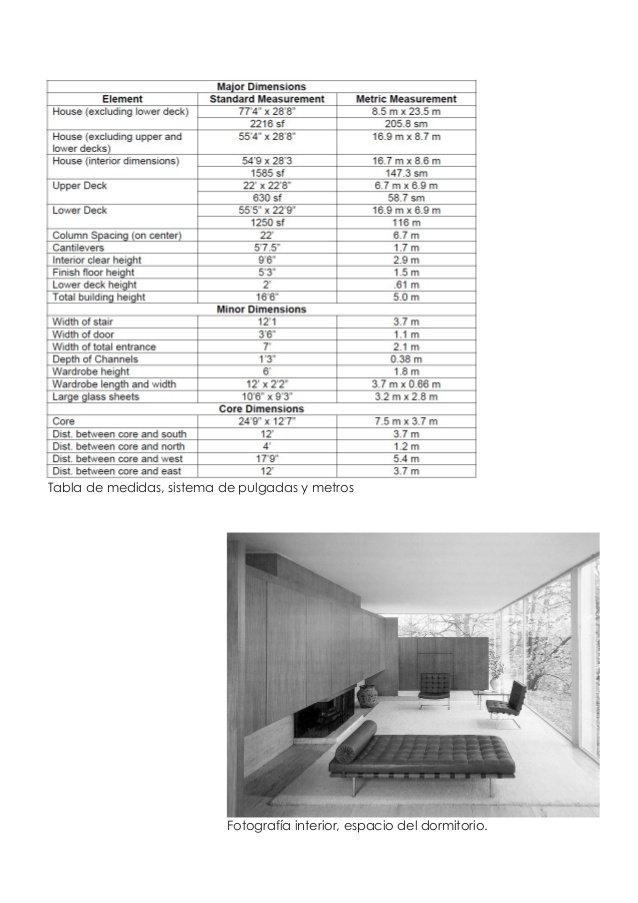 Major Dimensions
Element Standard Measurement Metric Measurement
House (excluding lower deck) 77'4" x 28'8" 8.5 m x 23.5 m
2216 sf 205.8 sm
House (excluding upper and lower decks) 55'4" x 28'8" 16.9 m x 8.7 m
House (interior dimensions) 54'9 x 28'3 16.7 m x 8.6 m
1585 sf 147.3 sm
Upper Deck 22' x 22'8" 6.7 m x 6.9 m
630 sf 58.7 sm
Lower Deck 55'5" x 22'9" 16.9 m x 6.9 m
1250 sf 116 m
Column Spacing (on center) 22' 6.7 m
Cantilevers 5'7.5" 1.7 m
Interior clear height 9'6" 2.9 m
Finish floor height 5'3" 1.5 m
Lower deck height 2' .61 m
Total building height 16'6" 5.0 m
Minor Dimensions
Width of stair 12'1 3.7 m
Width of door 3'6" 1.1 m
Width of total entrance 7' 2.1 m
Depth of Channels 1'3" 0.38 m
Wardrobe height 6' 1.8 m
Wardrobe length and width 12' x 2'2" 3.7 m x 0.66 m
Large glass sheets 10'6" x 9'3" 3.2 m x 2.8 m
Core Dimensions
Core 24'9" x 12'7" 7.5 m x 3.7 m
Dist. between core and south 12' 3.7 m
Dist. between core and north 4' 1.2 m
Dist. between core and west 17'9" 5.4 m
Dist. between core and east 12' 3.7 m
Tabla de medidas, sistema de pulgadas y metros
Fotografía interior, espacio del dormitorio.